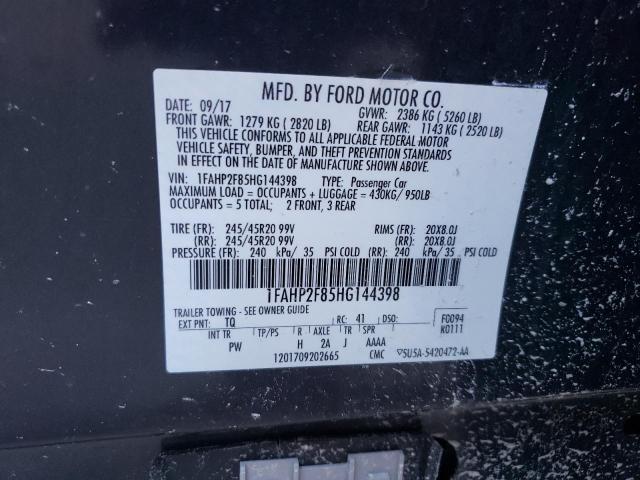 MFD. BY FORD MOTOR CO.
DATE: 09/17 GVWR: 2386 KG ( 5260 LB)
FRONT GAWR: 1279 KG ( 2820 LB) REAR GAWR: 1143 KG ( 2520 LB)
THIS VEHICLE CONFORMS TO ALL APPLICABLE FEDERAL MOTOR
VEHICLE SAFETY, BUMPER, AND THEFT PREVENTION STANDARDS
IN EFFECT ON THE DATE OF MANUFACTURE SHOWN ABOVE.
VIN: 1FAHP2F85HG144398 TYPE: Passenger Car
MAXIMUM LOAD = OCCUPANTS + LUGGAGE = 430KG/ 950LB
OCCUPANTS = 5 TOTAL; 2 FRONT, 3 REAR
TIRE (FR): 245/45R20 99V RIMS (FR): 20X8.0J
(RR): 245/45R20 99V (RR): 20X8.0J
PRESSURE (FR): 240 kPa/ 35 PSI COLD (RR): 240 kPa/ 35 PSI COLD
1FAHP2F85HG144398
TRAILER TOWING - SEE OWNER GUIDE
EXT PNT: TQ RC: 41 DSO: F0094
INT TR TP/PS R AXLE TR SPR K0111
PW H 2A J AAAA
1201709202665 CMC ▽5U5A-5420472-AA